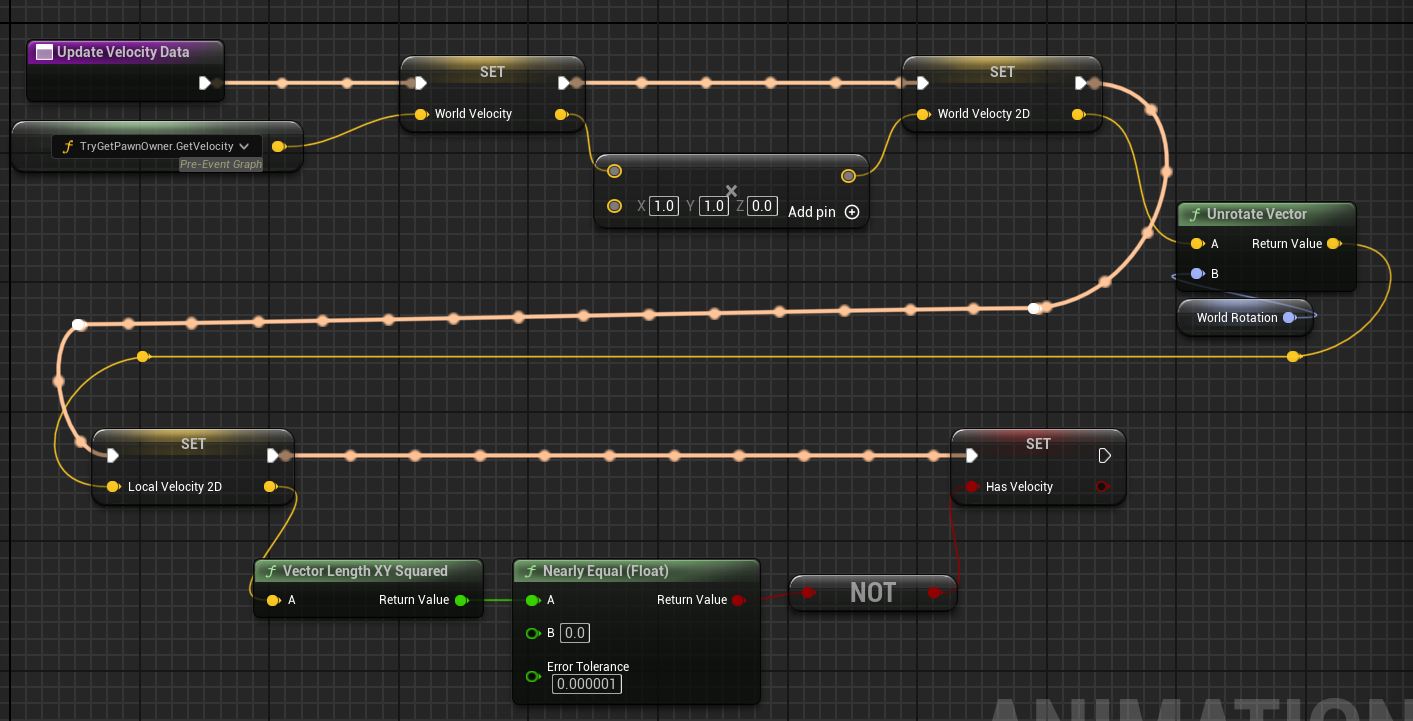 Update Velocity Data
SET
SET
World Velocity
World Velocty 2D
f TryGetPawnOwner.GetVelocity
Pre-Event Graph
X 1.0 Y 1.0 Z 0.0 Add pin
f Unrotate Vector
A Return Value
B
World Rotation
SET
SET
Local Velocity 2D
Has Velocity
f Vector Length XY Squared
A Return Value
f Nearly Equal (Float)
A Return Value
B 0.0
Error Tolerance
0.000001
NOT
ANIMATION